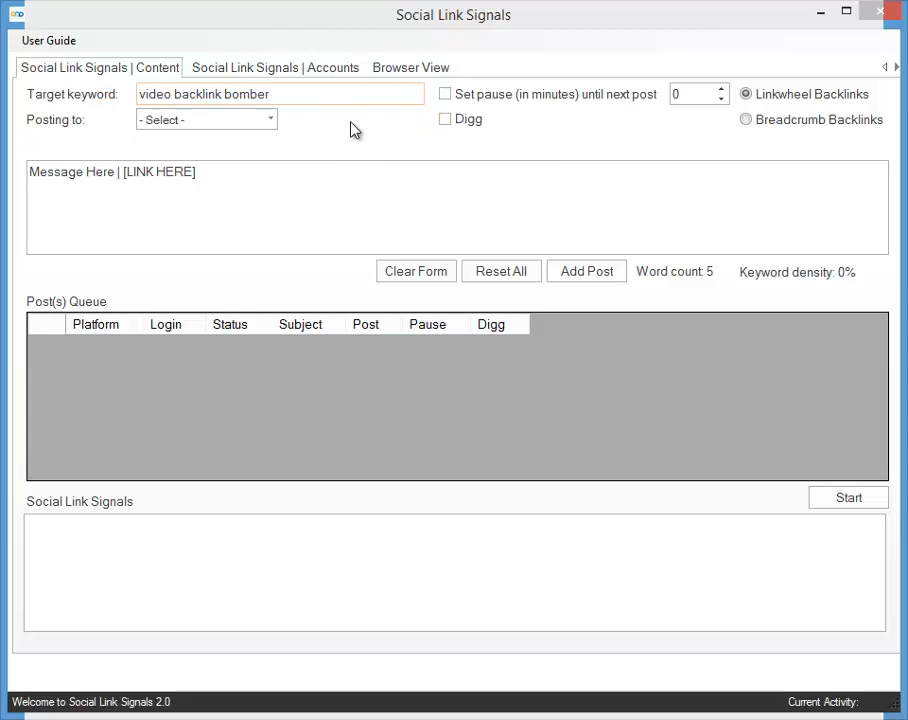 Social Link Signals
User Guide
Social Link Signals | Content Social Link Signals | Accounts Browser View
Target keyword: video backlink bomber Set pause (in minutes) until next post 0 Linkwheel Backlinks
Posting to: - Select - Digg Breadcrumb Backlinks
Message Here | [LINK HERE]
Clear Form Reset All Add Post Word count: 5 Keyword density: 0%
Post(s) Queue
Platform Login Status Subject Post Pause Digg
Social Link Signals Start
Welcome to Social Link Signals 2.0 Current Activity: